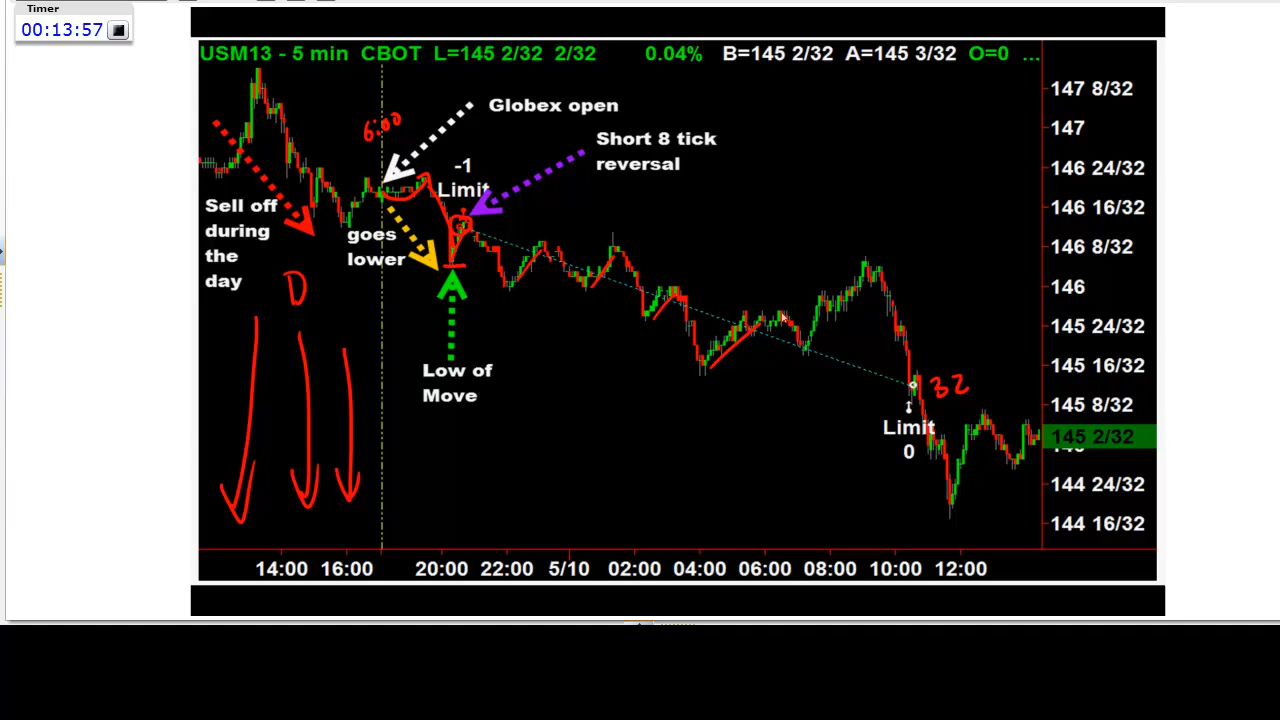 Timer
00:13:57
USM13 - 5 min CBOT L=145 2/32 2/32 0.04% B=145 2/32 A=145 3/32 O=0 ...
147 8/32
147
146 24/32
146 16/32
146 8/32
146
145 24/32
145 16/32
145 8/32
145 2/32
144 24/32
144 16/32
6:00
Globex open
Short 8 tick
reversal
-1
Limit
Sell off
during
the
day
goes
lower
D
Low of
Move
32
Limit
0
14:00 16:00 20:00 22:00 5/10 02:00 04:00 06:00 08:00 10:00 12:00